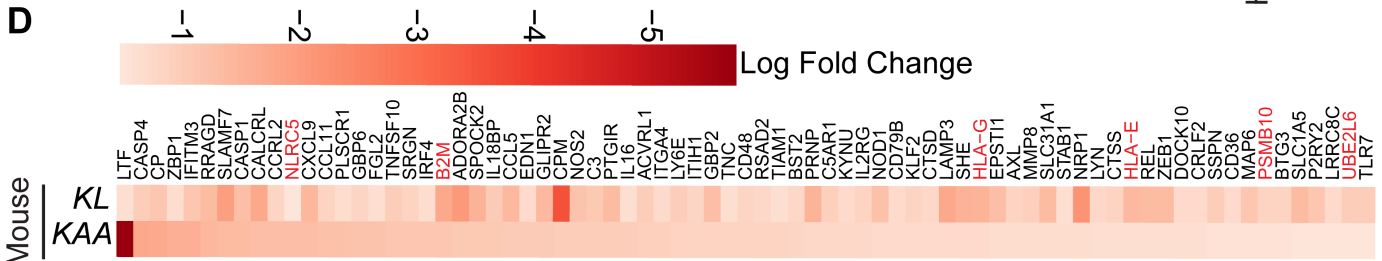 D
-1 -2 -3 -4 -5
Log Fold Change
LTF CASP4 CP ZBP1 IFITM3 RRAGD SLAMF7 CASP1 CALCRL CCRL2 NLRC5 CXCL9 CCL11 PLSCR1 GBP6 FGL2 TNFSF10 SRGN IRF4 B2M ADORA2B SPOCK2 IL18BP CCL5 EDN1 GLIPR2 CPM NOS2 C3 PTGIR IL16 ACVRL1 ITGA4 LY6E ITIH1 GBP2 TNC CD48 RSAD2 TIAM1 BST2 PRNP C5AR1 KYNU IL2RG NOD1 CD79B KLF2 CTSD LAMP3 SHE HLA-G EPSTI1 AXL MMP8 SLC31A1 STAB1 NRP1 LYN CTSS HLA-E REL ZEB1 DOCK10 CRLF2 SSPN CD36 MAP6 PSMB10 BTG3 SLC1A5 P2RY2 LRRC8C UBE2L6 TLR7
Mouse
KL
KAA